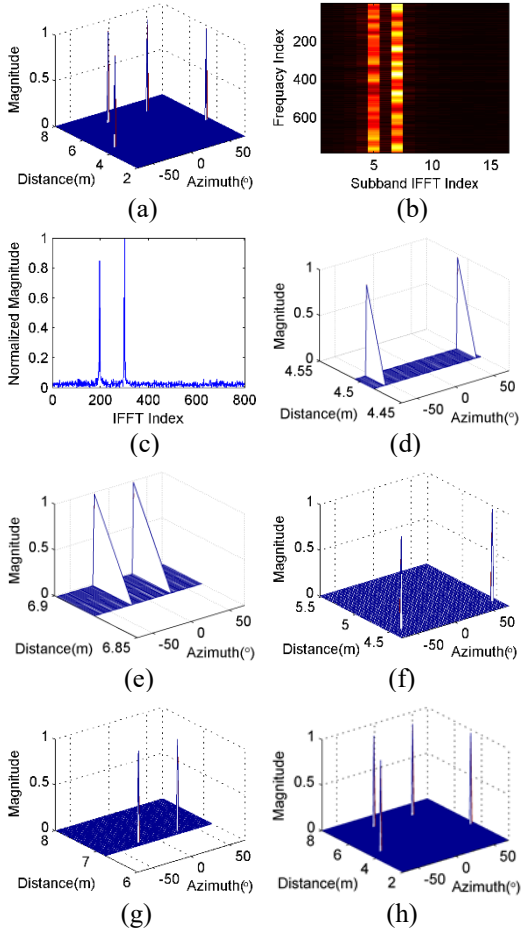 1
0.5
0
Magnitude
8
6
4
2
Distance(m)
-50
0
50
Azimuth(°)
(a)
200
400
600
Frequacy Index
5
10
15
Subband IFFT Index
(b)
1
0.8
0.6
0.4
0.2
0
Normalized Magnitude
0
200
400
600
800
IFFT Index
(c)
1
0.5
0
Magnitude
4.55
4.5
4.45
Distance(m)
-50
0
50
Azimuth(°)
(d)
1
0.5
0
Magnitude
6.9
6.85
Distance(m)
-50
0
50
Azimuth(°)
(e)
1
0.5
0
Magnitude
5.5
5
4.5
Distance(m)
-50
0
50
Azimuth(°)
(f)
1
0.5
0
Magnitude
8
7
6
Distance(m)
-50
0
50
Azimuth(°)
(g)
1
0.5
0
Magnitude
8
6
4
2
Distance(m)
-50
0
50
Azimuth(°)
(h)